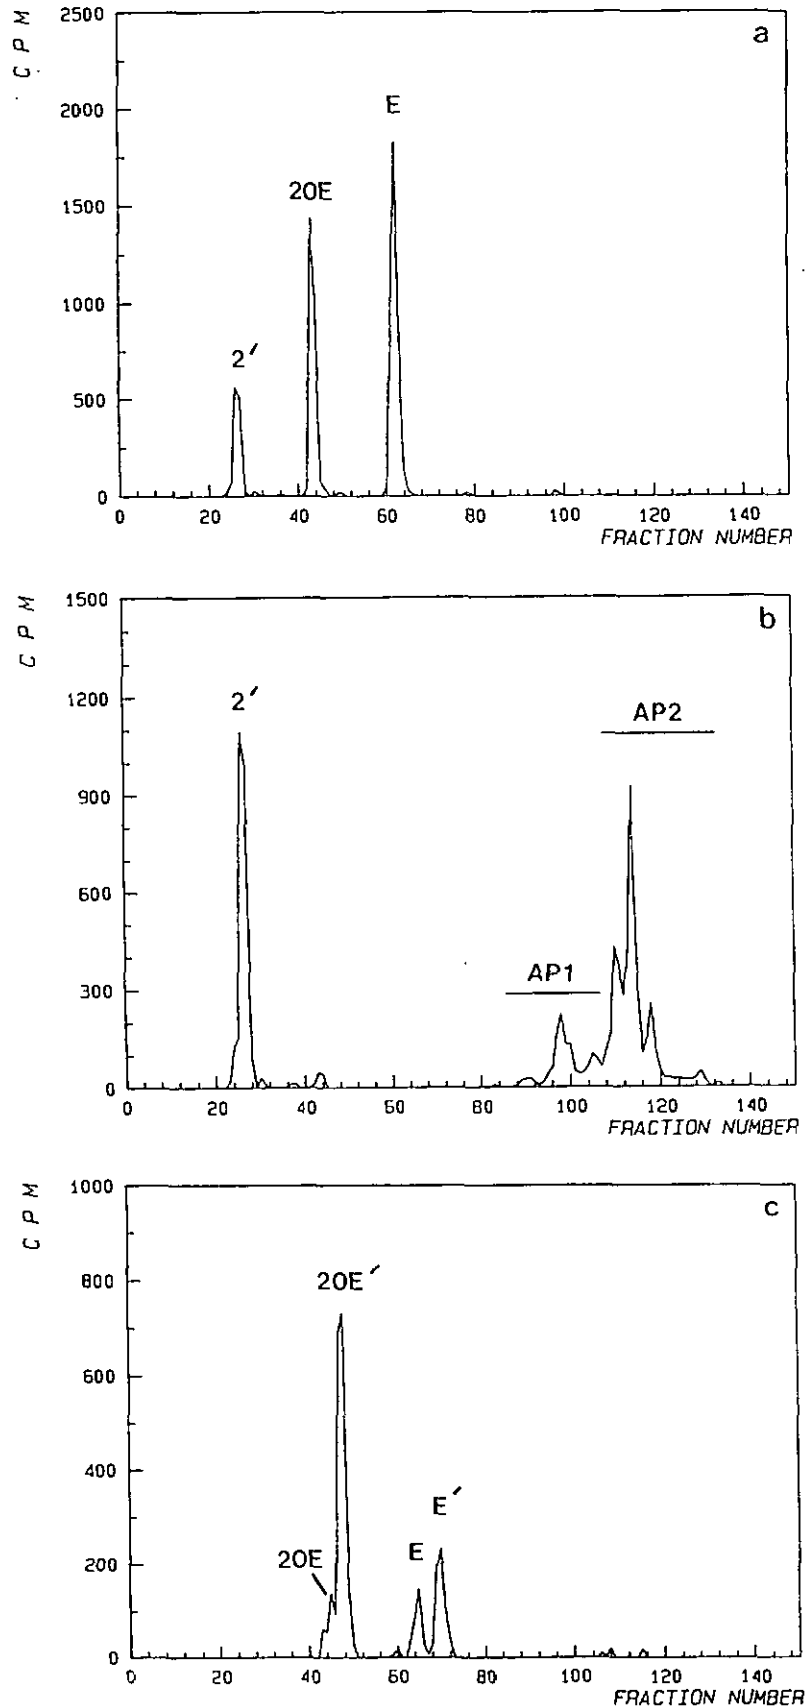 a
C P M
2500
2000
1500
1000
500
0
2′
20E
E
0 20 40 60 80 100 120 140
FRACTION NUMBER
b
C P M
1500
1200
900
600
300
0
2′
AP1
AP2
0 20 40 60 80 100 120 140
FRACTION NUMBER
c
C P M
1000
800
600
400
200
0
20E
20E′
E
E′
0 20 40 60 80 100 120 140
FRACTION NUMBER